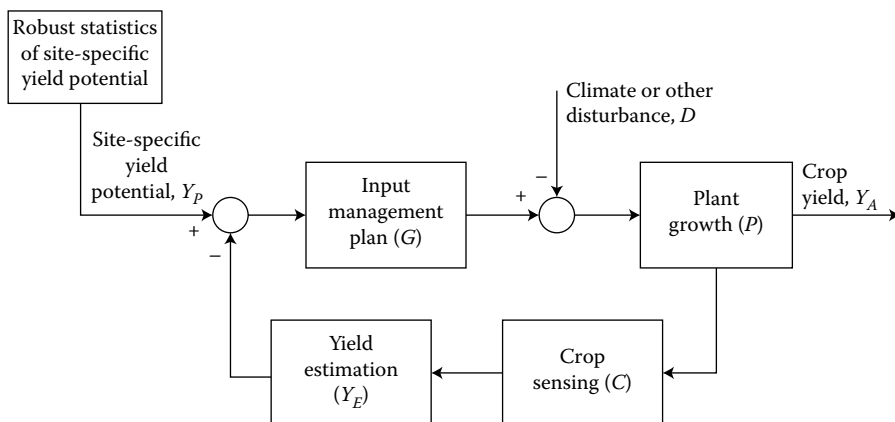 Robust statistics
of site-specific
yield potential
Climate or other
disturbance, D
Site-specific
yield
potential, Y_P
−
Crop
yield, Y_A
Input
management
plan (G)
+
Plant
growth (P)
+
−
Yield
estimation
(Y_E)
Crop
sensing (C)